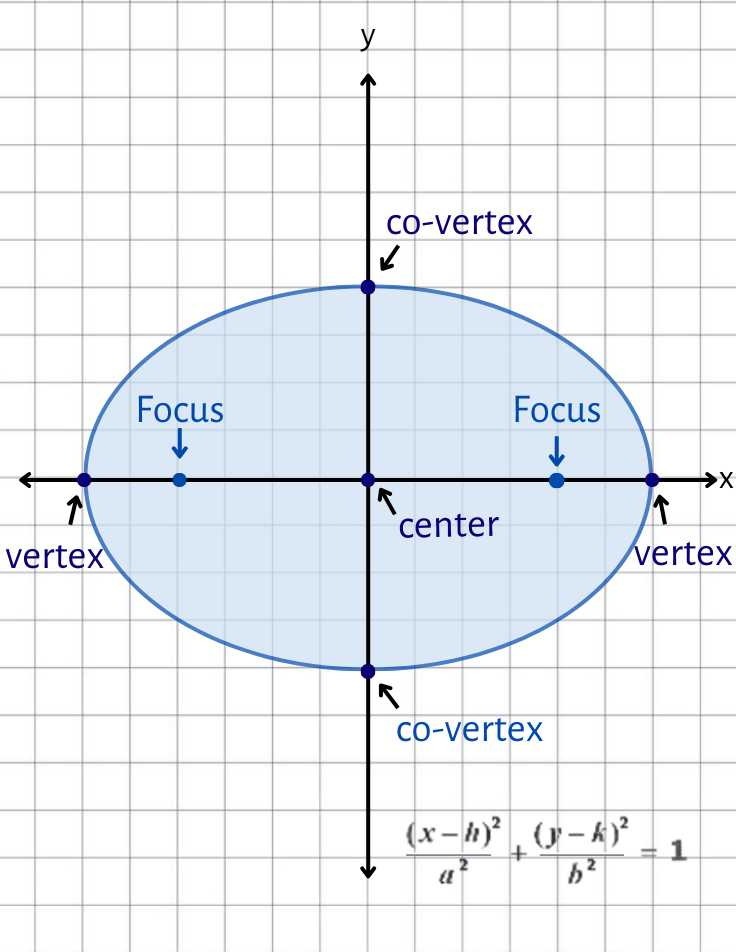 y
co-vertex
Focus
Focus
x
center
vertex
vertex
co-vertex
(x – h)²/a² + (y – k)²/b² = 1